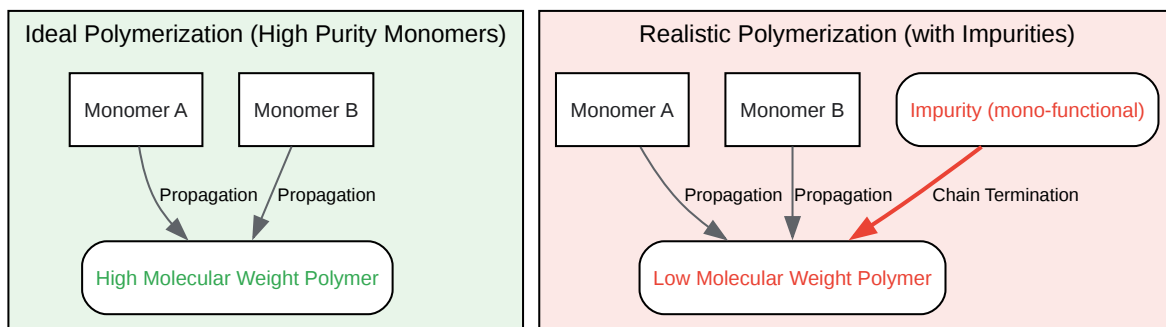 Ideal Polymerization (High Purity Monomers)
Monomer A
Monomer B
Propagation
Propagation
High Molecular Weight Polymer
Realistic Polymerization (with Impurities)
Monomer A
Monomer B
Impurity (mono-functional)
Propagation
Propagation
Chain Termination
Low Molecular Weight Polymer